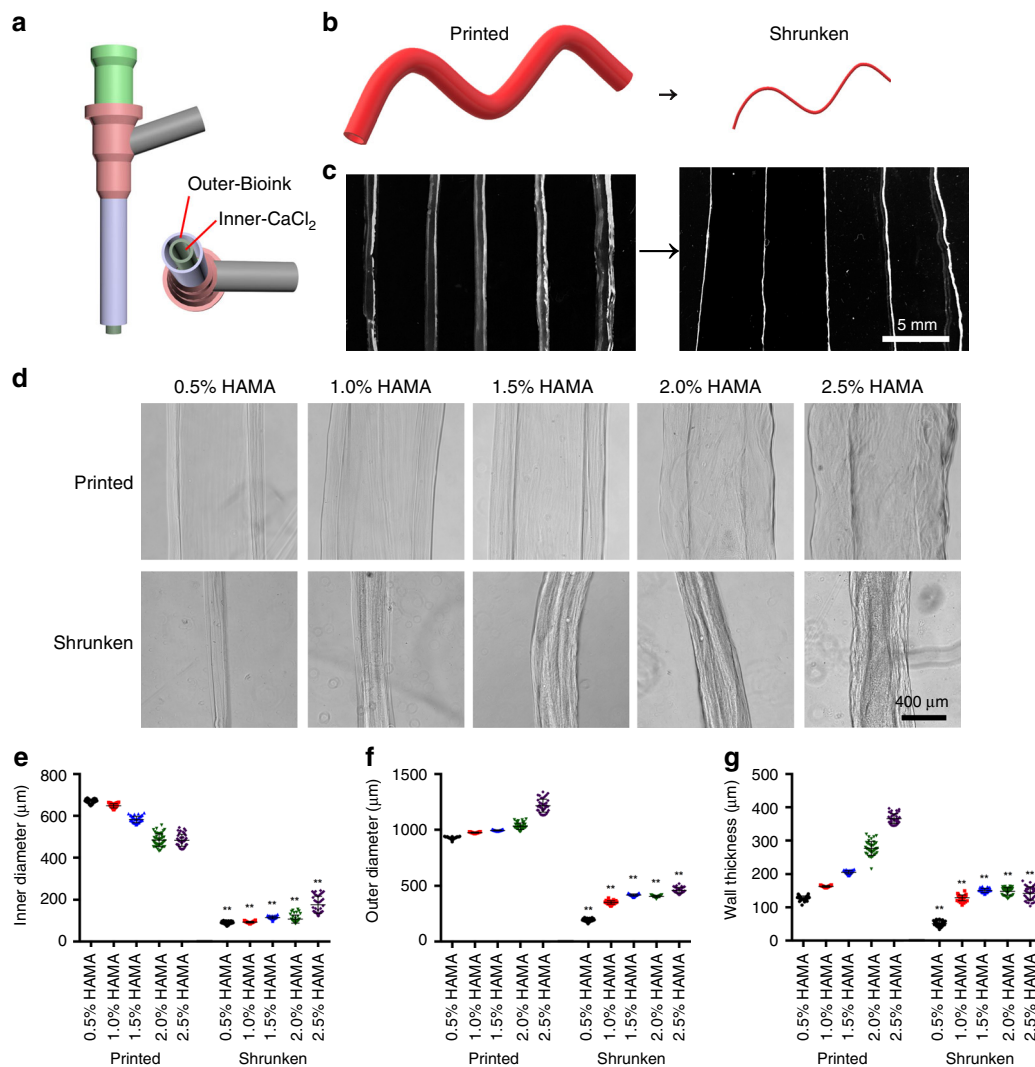 a
Outer-Bioink
Inner-CaCl2
b
Printed
→
Shrunken
c
5 mm
d
0.5% HAMA
1.0% HAMA
1.5% HAMA
2.0% HAMA
2.5% HAMA
Printed
Shrunken
400 μm
e
Inner diameter (μm)
800
600
400
200
0
**
**
**
**
**
0.5% HAMA
1.0% HAMA
1.5% HAMA
2.0% HAMA
2.5% HAMA
0.5% HAMA
1.0% HAMA
1.5% HAMA
2.0% HAMA
2.5% HAMA
Printed
Shrunken
f
Outer diameter (μm)
1500
1000
500
0
**
**
**
**
**
0.5% HAMA
1.0% HAMA
1.5% HAMA
2.0% HAMA
2.5% HAMA
0.5% HAMA
1.0% HAMA
1.5% HAMA
2.0% HAMA
2.5% HAMA
Printed
Shrunken
g
Wall thickness (μm)
500
400
300
200
100
0
**
**
**
**
**
0.5% HAMA
1.0% HAMA
1.5% HAMA
2.0% HAMA
2.5% HAMA
0.5% HAMA
1.0% HAMA
1.5% HAMA
2.0% HAMA
2.5% HAMA
Printed
Shrunken